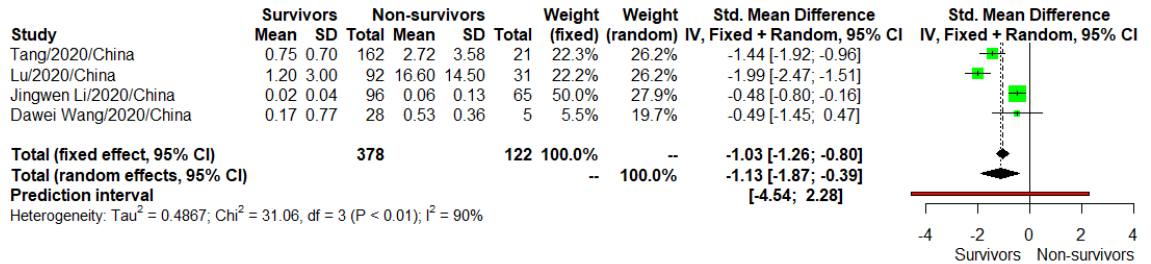 Survivors Non-survivors Weight Weight Std. Mean Difference Std. Mean Difference
Study Mean SD Total Mean SD Total (fixed) (random) IV, Fixed + Random, 95% CI IV, Fixed + Random, 95% CI
Tang/2020/China 0.75 0.70 162 2.72 3.58 21 22.3% 26.2% -1.44 [-1.92; -0.96]
Lu/2020/China 1.20 3.00 92 16.60 14.50 31 22.2% 26.2% -1.99 [-2.47; -1.51]
Jingwen Li/2020/China 0.02 0.04 96 0.06 0.13 65 50.0% 27.9% -0.48 [-0.80; -0.16]
Dawei Wang/2020/China 0.17 0.77 28 0.53 0.36 5 5.5% 19.7% -0.49 [-1.45; 0.47]
Total (fixed effect, 95% CI) 378 122 100.0% -- -1.03 [-1.26; -0.80]
Total (random effects, 95% CI) -- 100.0% -1.13 [-1.87; -0.39]
Prediction interval [-4.54; 2.28]
Heterogeneity: Tau² = 0.4867; Chi² = 31.06, df = 3 (P < 0.01); I² = 90%
-4 -2 0 2 4
Survivors Non-survivors